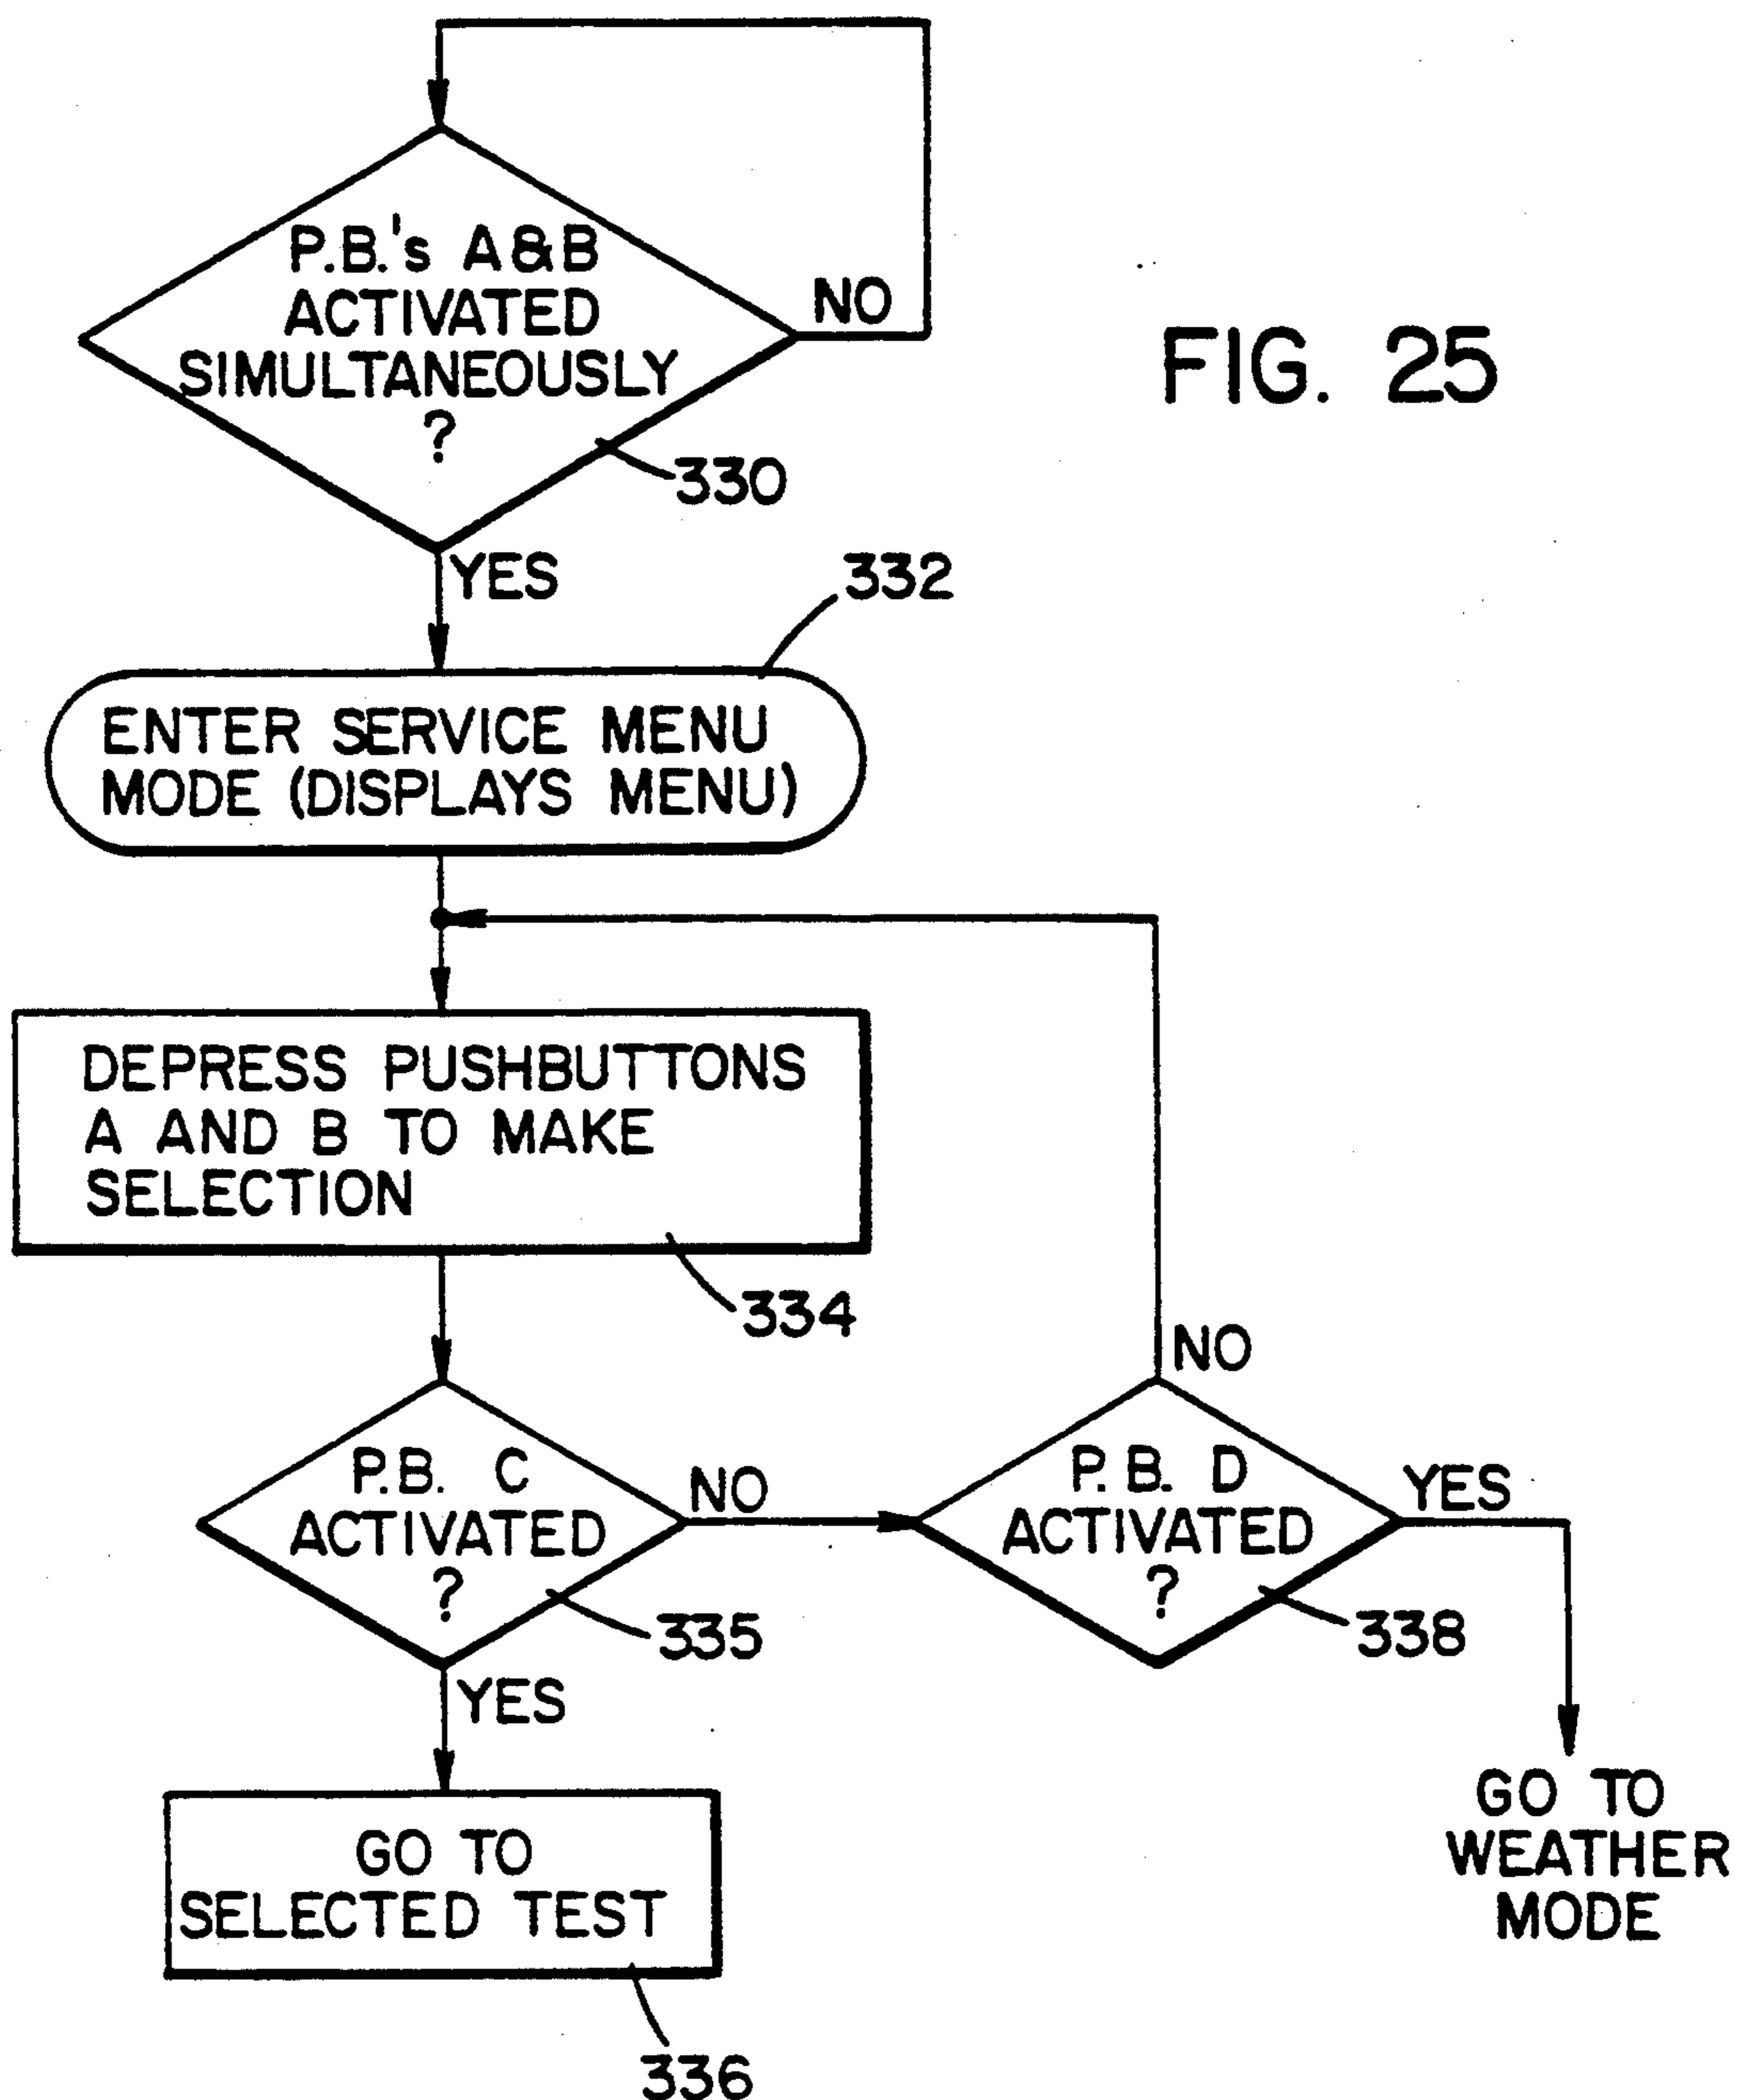 P.B.'s A&B
ACTIVATED
SIMULTANEOUSLY
?
NO
FIG. 25
330
YES
332
ENTER SERVICE MENU
MODE (DISPLAYS MENU)
DEPRESS PUSHBUTTONS
A AND B TO MAKE
SELECTION
334
NO
P.B. C
ACTIVATED
?
NO
335
P.B. D
ACTIVATED
?
YES
338
YES
GO TO
SELECTED TEST
336
GO TO
WEATHER
MODE